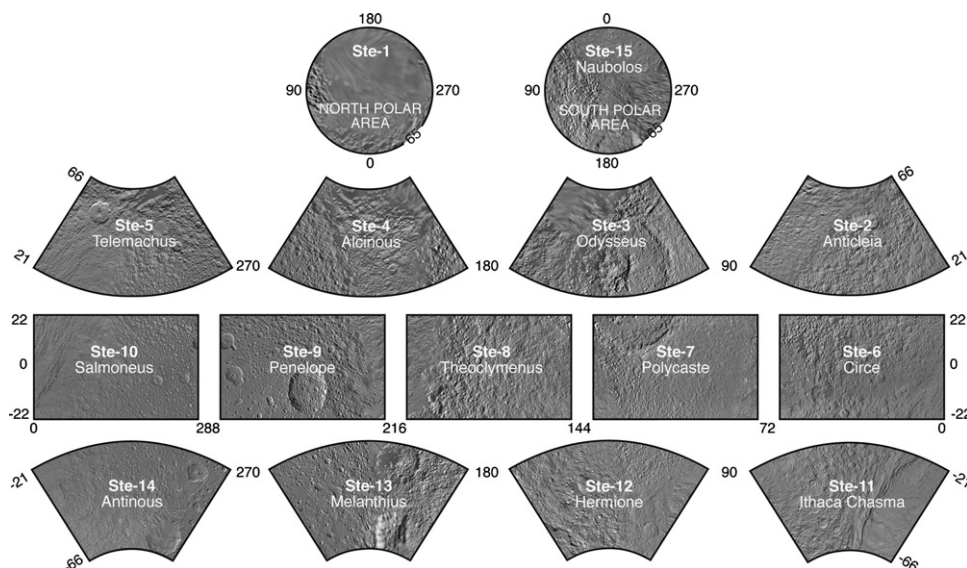 180
0
Ste-1
Ste-15
Naubolos
90
270
90
270
NORTH POLAR
AREA
SOUTH POLAR
AREA
65
-65
0
180
66
66
Ste-5
Telemachus
Ste-4
Alcinous
Ste-3
Odysseus
Ste-2
Anticleia
21
270
180
90
21
22
22
Ste-10
Salmoneus
Ste-9
Penelope
Ste-8
Theoclymenus
Ste-7
Polycaste
Ste-6
Circe
0
0
-22
-22
0
288
216
144
72
0
-21
270
180
90
-21
Ste-14
Antinous
Ste-13
Melanthius
Ste-12
Hermione
Ste-11
Ithaca Chasma
-66
-66